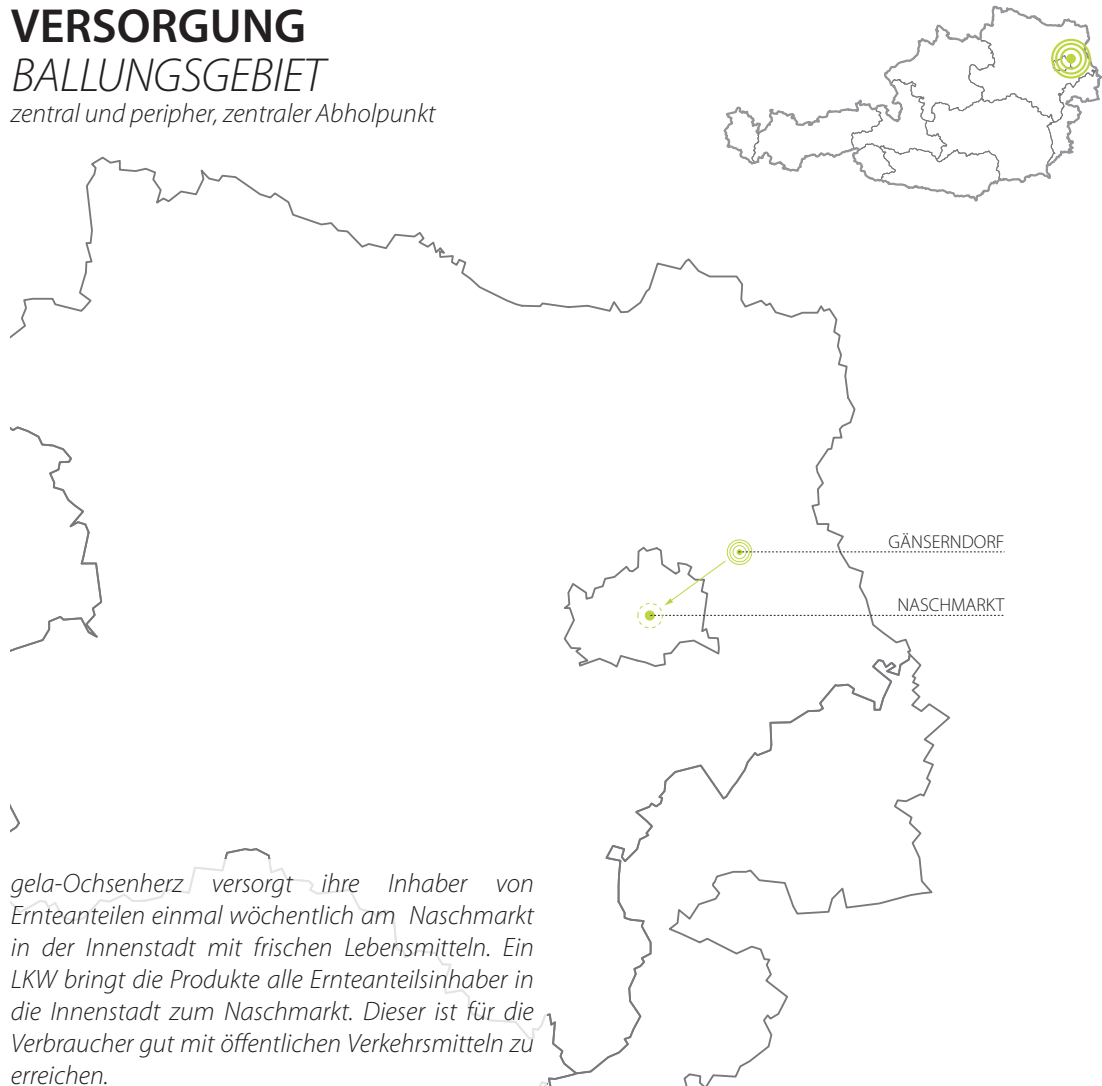 VERSORGUNG
BALLUNGSGEBIET
zentral und peripher, zentraler Abholpunkt
GÄNSERNDORF
NASCHMARKT
gela-Ochsenherz versorgt ihre Inhaber von
Ernteanteilen einmal wöchentlich am Naschmarkt
in der Innenstadt mit frischen Lebensmitteln. Ein
LKW bringt die Produkte alle Ernteanteilsinhaber in
die Innenstadt zum Naschmarkt. Dieser ist für die
Verbraucher gut mit öffentlichen Verkehrsmitteln zu
erreichen.